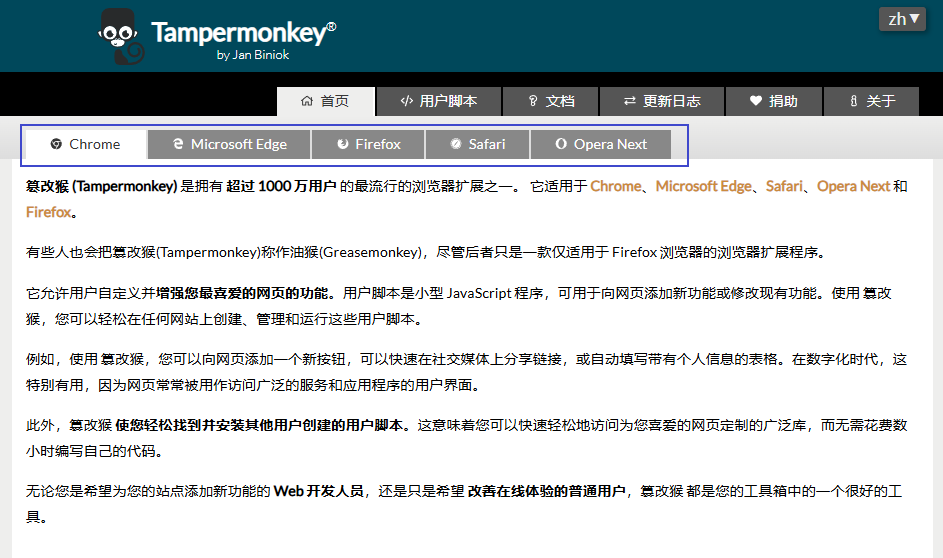 Tampermonkey®
by Jan Biniok
zh▼
首页
用户脚本
文档
更新日志
捐助
关于
Chrome
Microsoft Edge
Firefox
Safari
Opera Next
篡改猴 (Tampermonkey) 是拥有 超过 1000 万用户 的最流行的浏览器扩展之一。 它适用于 Chrome、Microsoft Edge、Safari、Opera Next 和
Firefox。
有些人也会把篡改猴(Tampermonkey)称作油猴(Greasemonkey)，尽管后者只是一款仅适用于 Firefox 浏览器的浏览器扩展程序。
它允许用户自定义并增强您最喜爱的网页的功能。用户脚本是小型 JavaScript 程序，可用于向网页添加新功能或修改现有功能。使用 篡改
猴，您可以轻松在任何网站上创建、管理和运行这些用户脚本。
例如，使用 篡改猴，您可以向网页添加一个新按钮，可以快速在社交媒体上分享链接，或自动填写带有个人信息的表格。在数字化时代，这
特别有用，因为网页常常被用作访问广泛的服务和应用程序的用户界面。
此外，篡改猴 使您轻松找到并安装其他用户创建的用户脚本。这意味着您可以快速轻松地访问为您喜爱的网页定制的广泛库，而无需花费数
小时编写自己的代码。
无论您是希望为您的站点添加新功能的 Web 开发人员，还是只是希望 改善在线体验的普通用户，篡改猴 都是您的工具箱中的一个很好的工
具。